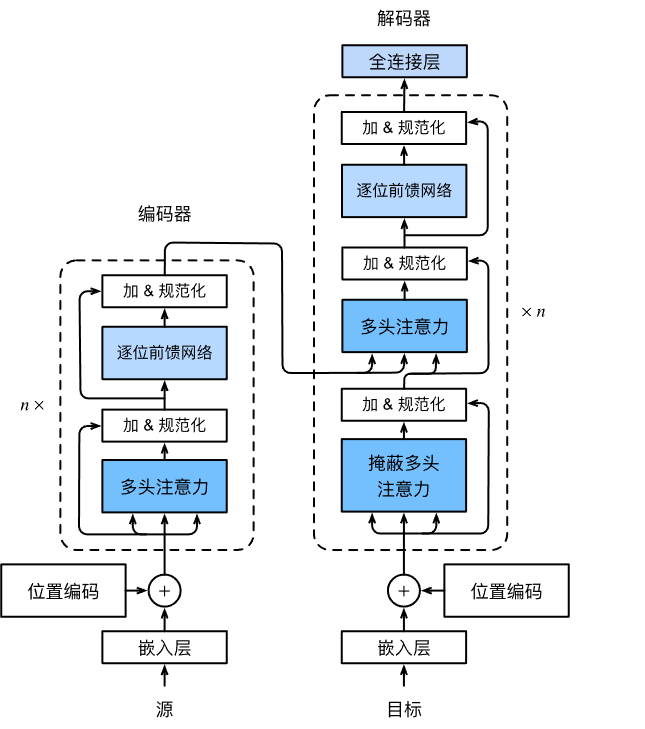 解码器
全连接层
加 & 规范化
逐位前馈网络
加 & 规范化
多头注意力
× n
加 & 规范化
掩蔽多头
注意力
位置编码
+
嵌入层
目标
编码器
加 & 规范化
逐位前馈网络
n ×
加 & 规范化
多头注意力
位置编码
+
嵌入层
源